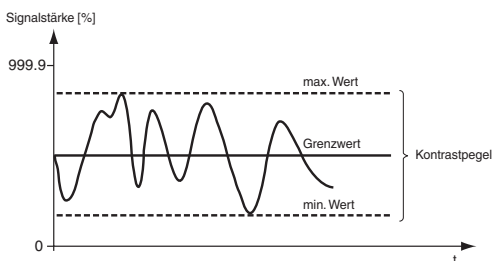 Signalstärke [%]
999.9
max. Wert
Grenzwert
Kontrastpegel
min. Wert
0
t